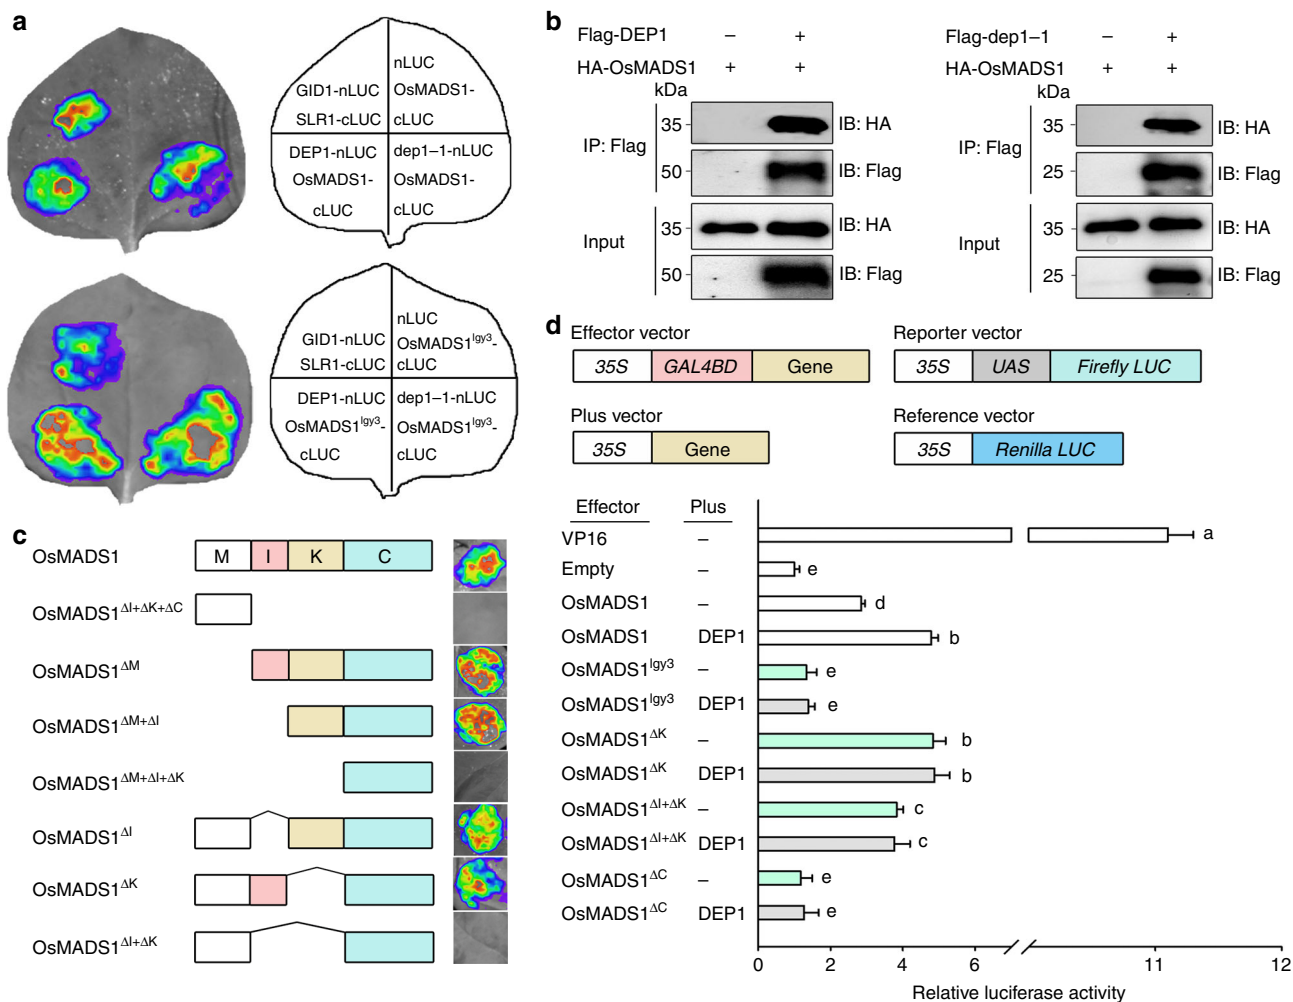 a
nLUC
GID1-nLUC OsMADS1-
SLR1-cLUC cLUC
DEP1-nLUC dep1–1-nLUC
OsMADS1- OsMADS1-
cLUC cLUC
nLUC
GID1-nLUC OsMADS1lgy3-
SLR1-cLUC cLUC
DEP1-nLUC dep1–1-nLUC
OsMADS1lgy3- OsMADS1lgy3-
cLUC cLUC
b
Flag-DEP1 – +
HA-OsMADS1 + +
kDa
IP: Flag
35 IB: HA
50 IB: Flag
Input
35 IB: HA
50 IB: Flag
Flag-dep1–1 – +
HA-OsMADS1 + +
kDa
IP: Flag
35 IB: HA
25 IB: Flag
Input
35 IB: HA
25 IB: Flag
c
OsMADS1 M I K C
OsMADS1ΔI+ΔK+ΔC
OsMADS1ΔM
OsMADS1ΔM+ΔI
OsMADS1ΔM+ΔI+ΔK
OsMADS1ΔI
OsMADS1ΔK
OsMADS1ΔI+ΔK
d
Effector vector
35S GAL4BD Gene
Reporter vector
35S UAS Firefly LUC
Plus vector
35S Gene
Reference vector
35S Renilla LUC
Effector Plus
VP16 – a
Empty – e
OsMADS1 – d
OsMADS1 DEP1 b
OsMADS1lgy3 – e
OsMADS1lgy3 DEP1 e
OsMADS1ΔK – b
OsMADS1ΔK DEP1 b
OsMADS1ΔI+ΔK – c
OsMADS1ΔI+ΔK DEP1 c
OsMADS1ΔC – e
OsMADS1ΔC DEP1 e
0 2 4 6 11 12
Relative luciferase activity